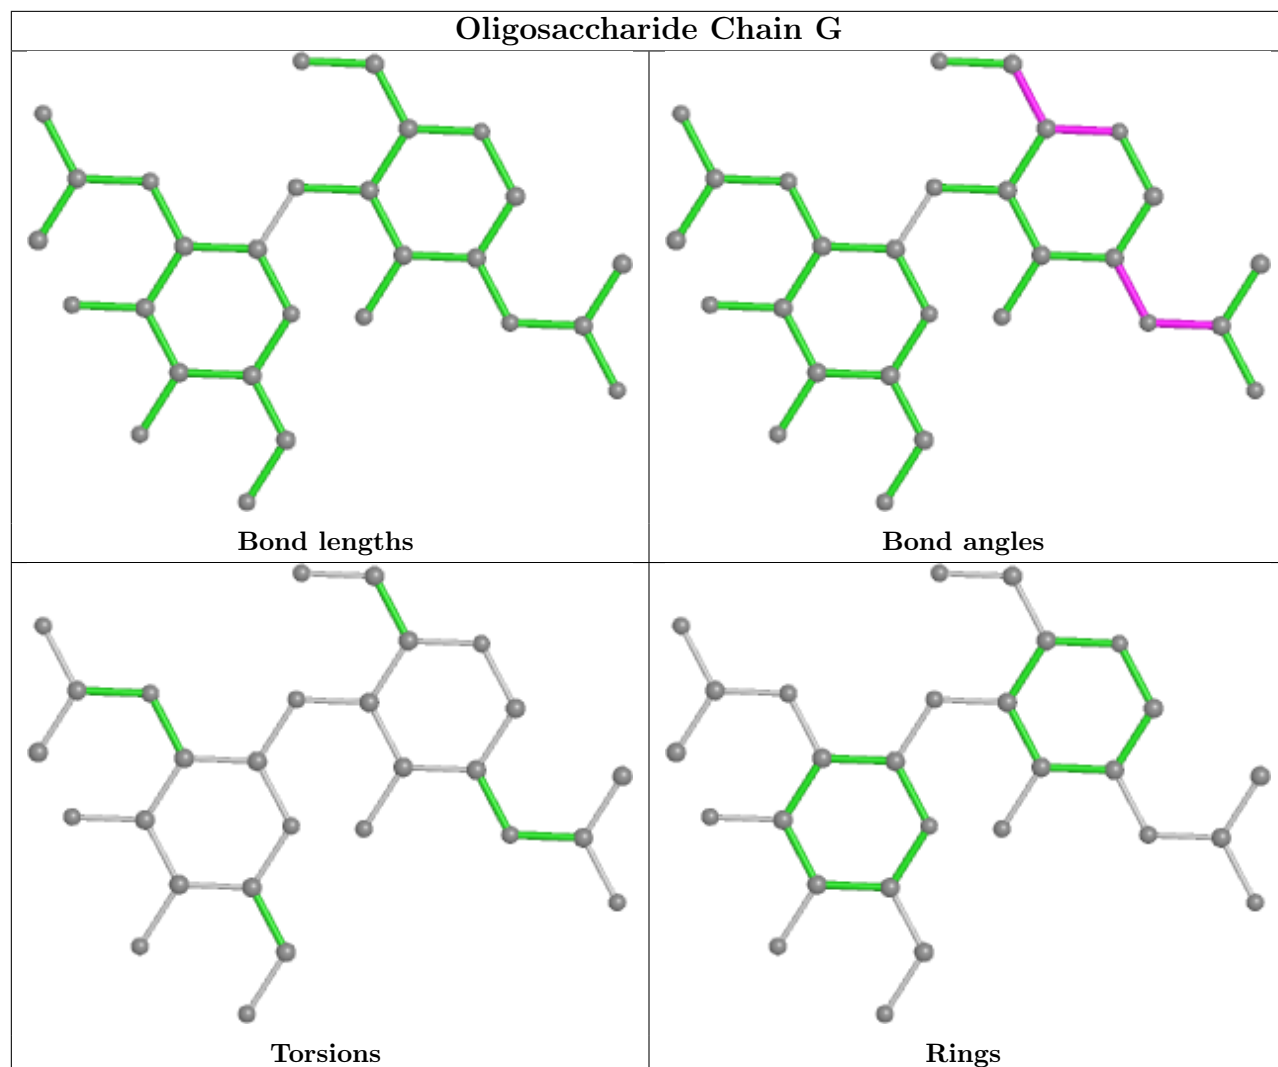 Oligosaccharide Chain G
Bond lengths
Bond angles
Torsions
Rings